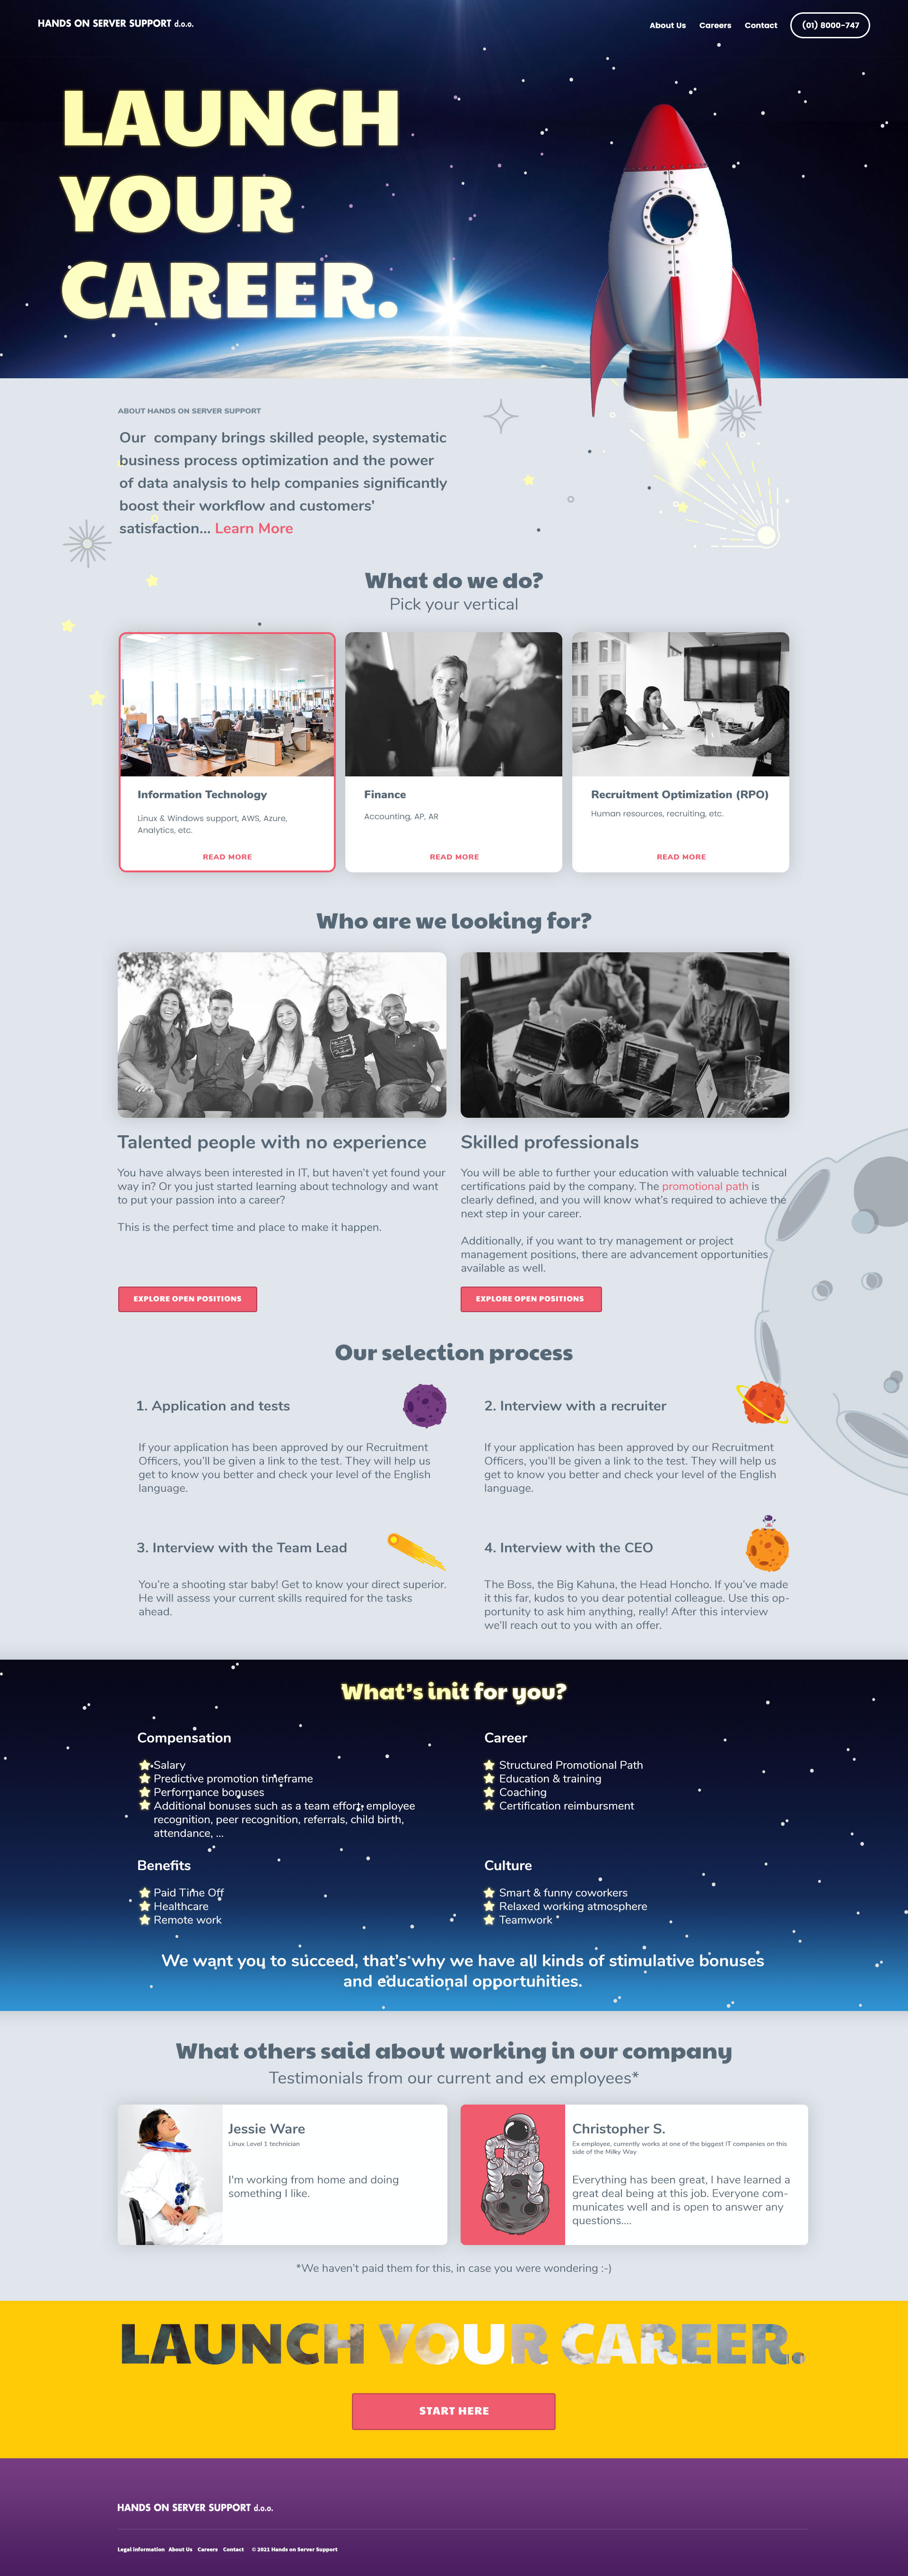 HANDS ON SERVER SUPPORT d.o.o.
About Us
Careers
Contact
(01) 8000-747
LAUNCH
YOUR
CAREER.
ABOUT HANDS ON SERVER SUPPORT
Our company brings skilled people, systematic
business process optimization and the power
of data analysis to help companies significantly
boost their workflow and customers’
satisfaction... Learn More
What do we do?
Pick your vertical
Information Technology
Linux & Windows support, AWS, Azure,
Analytics, etc.
READ MORE
Finance
Accounting, AP, AR
READ MORE
Recruitment Optimization (RPO)
Human resources, recruiting, etc.
READ MORE
Who are we looking for?
Talented people with no experience
You have always been interested in IT, but haven’t yet found your
way in? Or you just started learning about technology and want
to put your passion into a career?
This is the perfect time and place to make it happen.
EXPLORE OPEN POSITIONS
Skilled professionals
You will be able to further your education with valuable technical
certifications paid by the company. The promotional path is
clearly defined, and you will know what’s required to achieve the
next step in your career.
Additionally, if you want to try management or project
management positions, there are advancement opportunities
available as well.
EXPLORE OPEN POSITIONS
Our selection process
1. Application and tests
If your application has been approved by our Recruitment
Officers, you’ll be given a link to the test. They will help us
get to know you better and check your level of the English
language.
2. Interview with a recruiter
If your application has been approved by our Recruitment
Officers, you’ll be given a link to the test. They will help us
get to know you better and check your level of the English
language.
3. Interview with the Team Lead
You’re a shooting star baby! Get to know your direct superior.
He will assess your current skills required for the tasks
ahead.
4. Interview with the CEO
The Boss, the Big Kahuna, the Head Honcho. If you’ve made
it this far, kudos to you dear potential colleague. Use this op-
portunity to ask him anything, really! After this interview
we’ll reach out to you with an offer.
What’s init for you?
Compensation
Salary
Predictive promotion timeframe
Performance bonuses
Additional bonuses such as a team effort, employee
recognition, peer recognition, referrals, child birth,
attendance, ...
Career
Structured Promotional Path
Education & training
Coaching
Certification reimbursment
Benefits
Paid Time Off
Healthcare
Remote work
Culture
Smart & funny coworkers
Relaxed working atmosphere
Teamwork
We want you to succeed, that’s why we have all kinds of stimulative bonuses
and educational opportunities.
What others said about working in our company
Testimonials from our current and ex employees*
Jessie Ware
Linux Level 1 technician
I'm working from home and doing
something I like.
Christopher S.
Ex employee, currently works at one of the biggest IT companies on this
side of the Milky Way
Everything has been great, I have learned a
great deal being at this job. Everyone com-
municates well and is open to answer any
questions....
*We haven’t paid them for this, in case you were wondering :-)
LAUNCH YOUR CAREER.
START HERE
HANDS ON SERVER SUPPORT d.o.o.
Legal information About Us Careers Contact © 2021 Hands on Server Support